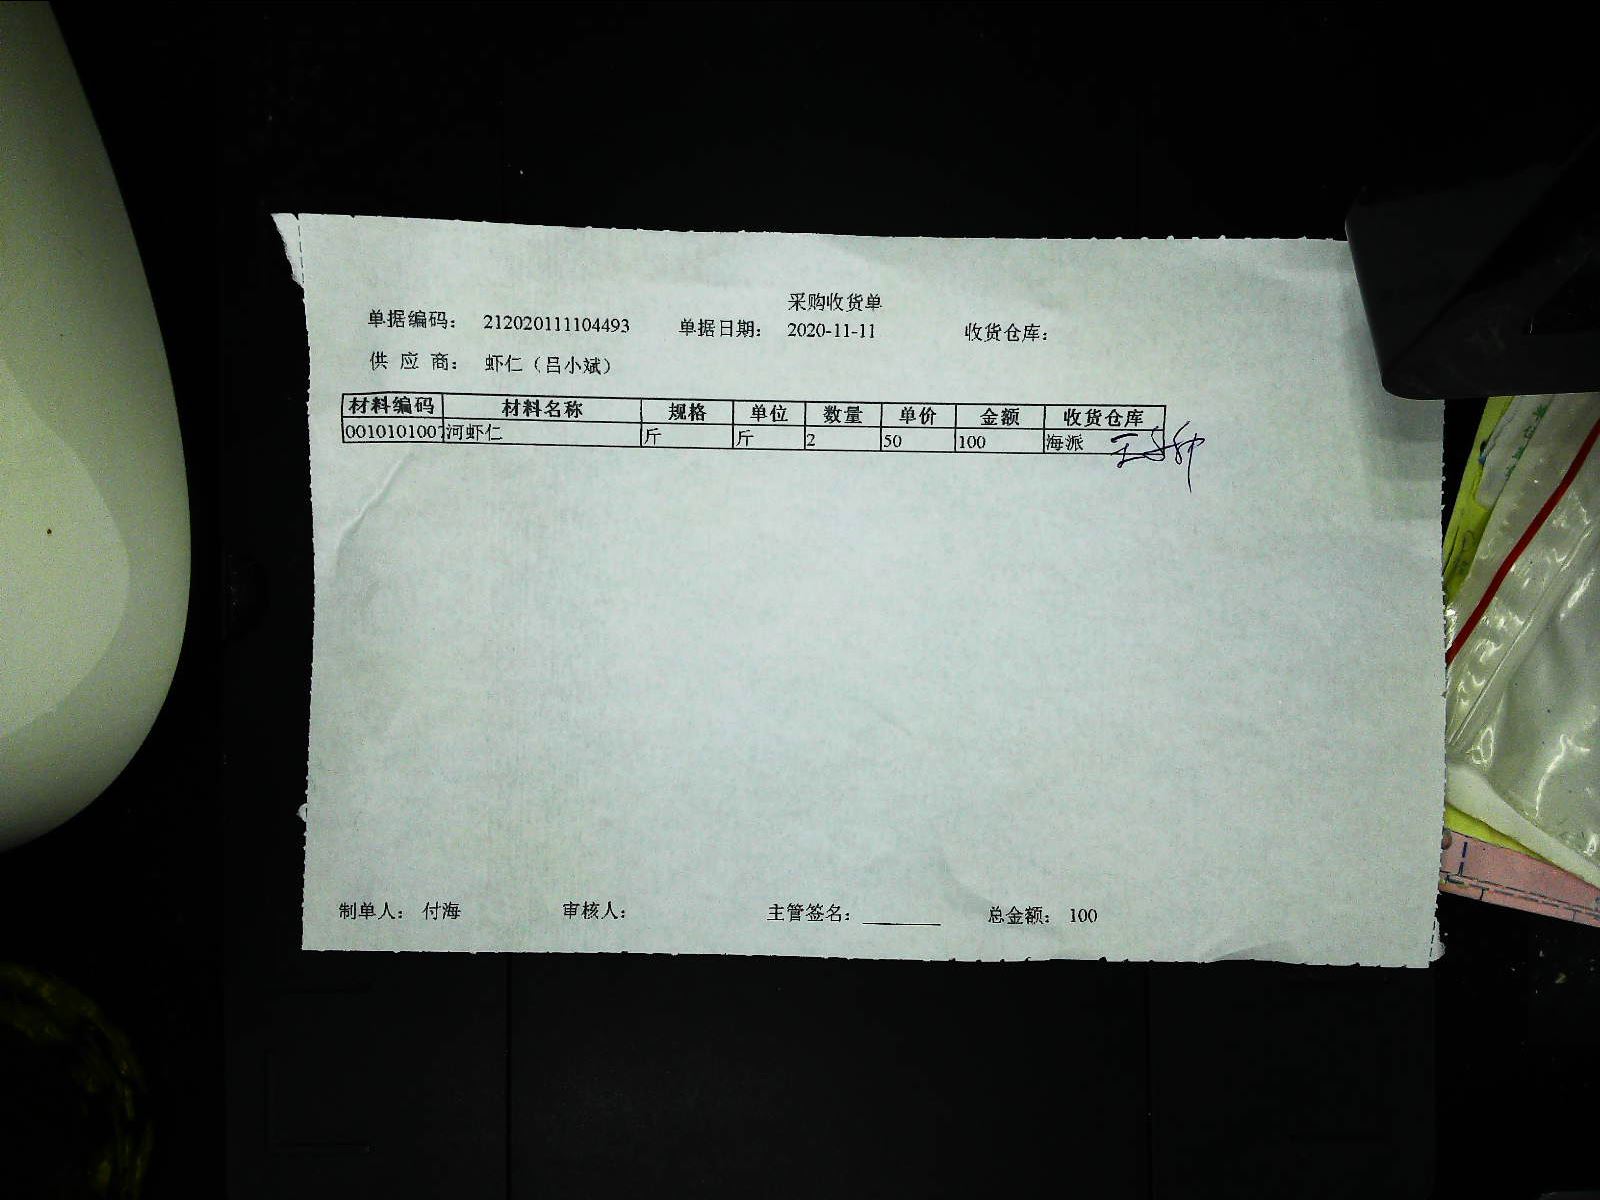 采购收货单
单据编码： 212020111104493 单据日期： 2020-11-11 收货仓库：
供 应 商： 虾仁（吕小斌）
材料编码 材料名称 规格 单位 数量 单价 金额 收货仓库
0010101007 河虾仁 斤 斤 2 50 100 海派
制单人： 付海 审核人： 主管签名： ________ 总金额： 100